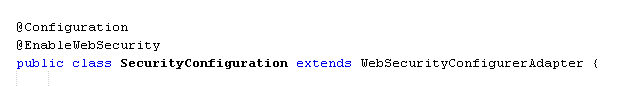 @Configuration
@EnableWebSecurity
public class SecurityConfiguration extends WebSecurityConfigurerAdapter {